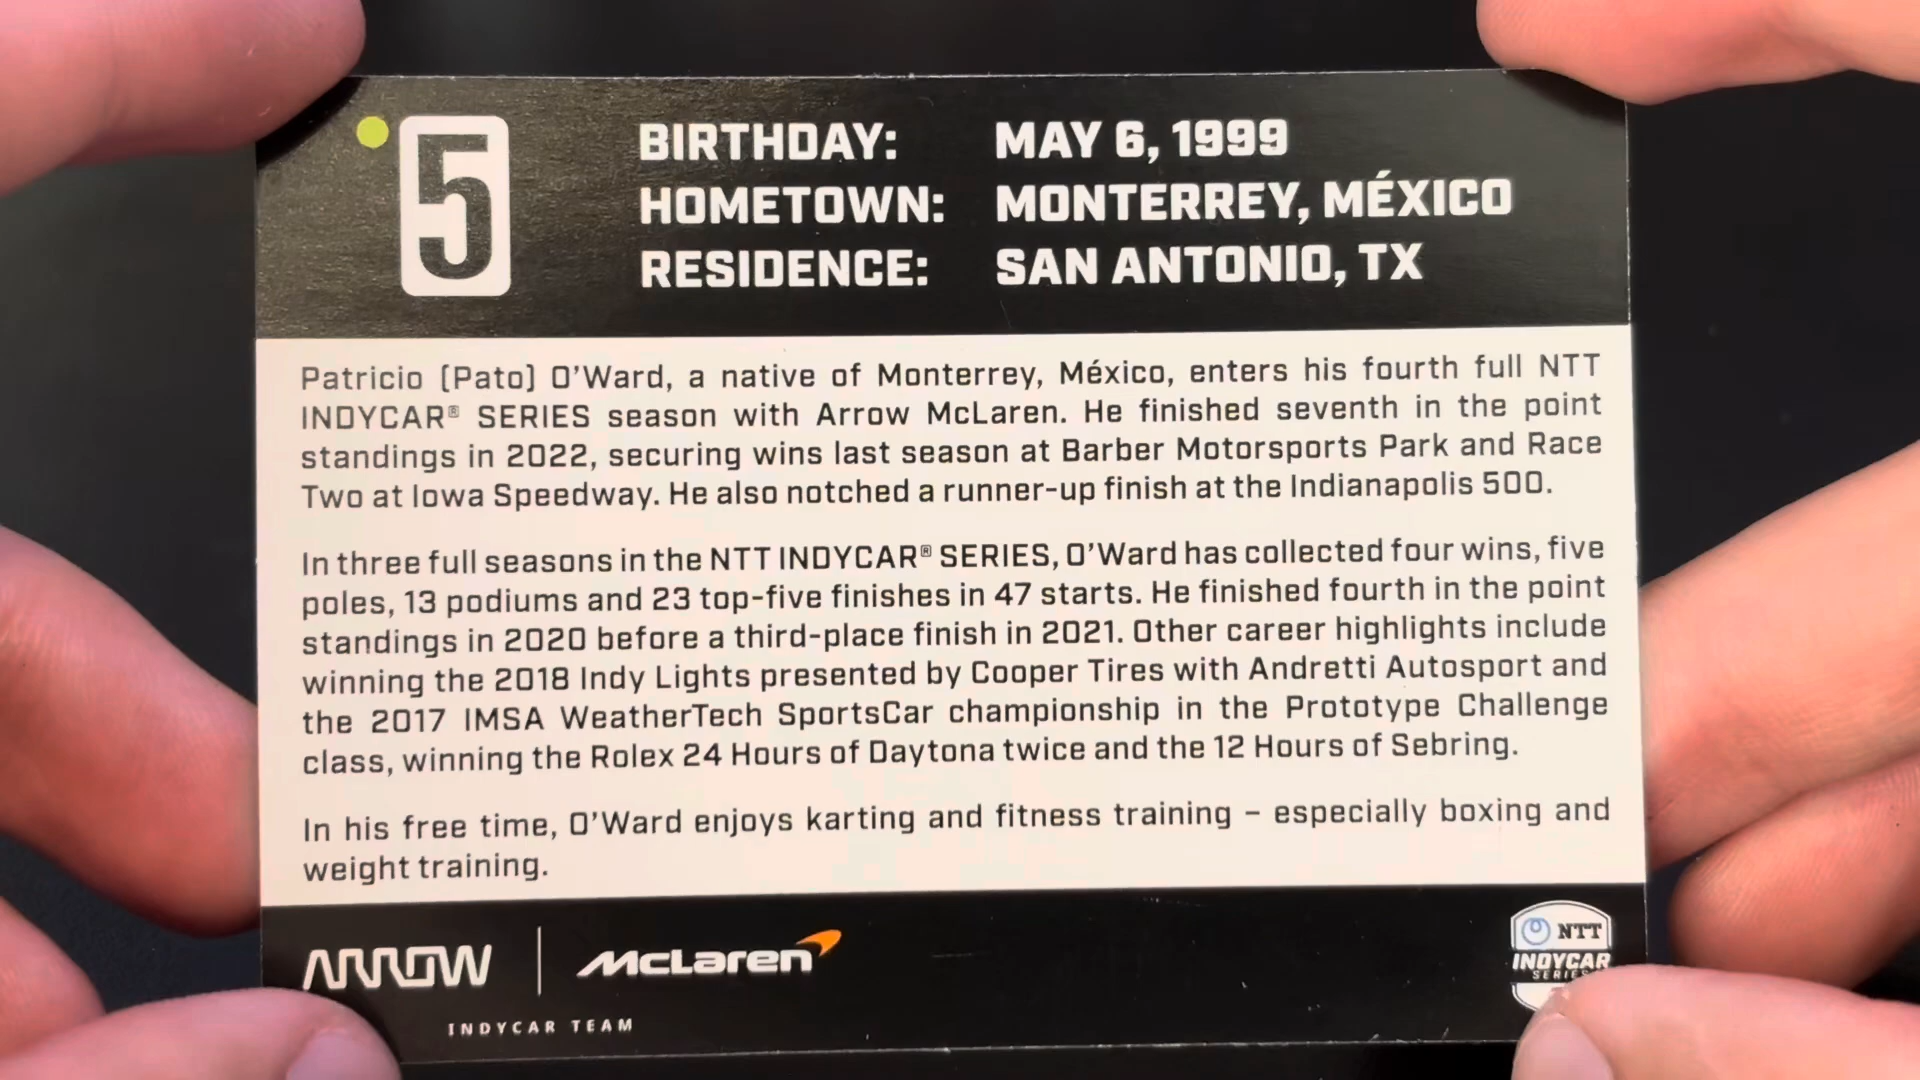 5
BIRTHDAY: MAY 6, 1999
HOMETOWN: MONTERREY, MÉXICO
RESIDENCE: SAN ANTONIO, TX
Patricio (Pato) O'Ward, a native of Monterrey, México, enters his fourth full NTT
INDYCAR® SERIES season with Arrow McLaren. He finished seventh in the point
standings in 2022, securing wins last season at Barber Motorsports Park and Race
Two at Iowa Speedway. He also notched a runner-up finish at the Indianapolis 500.
In three full seasons in the NTT INDYCAR® SERIES, O'Ward has collected four wins, five
poles, 13 podiums and 23 top-five finishes in 47 starts. He finished fourth in the point
standings in 2020 before a third-place finish in 2021. Other career highlights include
winning the 2018 Indy Lights presented by Cooper Tires with Andretti Autosport and
the 2017 IMSA WeatherTech SportsCar championship in the Prototype Challenge
class, winning the Rolex 24 Hours of Daytona twice and the 12 Hours of Sebring.
In his free time, O'Ward enjoys karting and fitness training – especially boxing and
weight training.
ARROW McLaren
INDYCAR TEAM
NTT
INDYCAR
SERIES